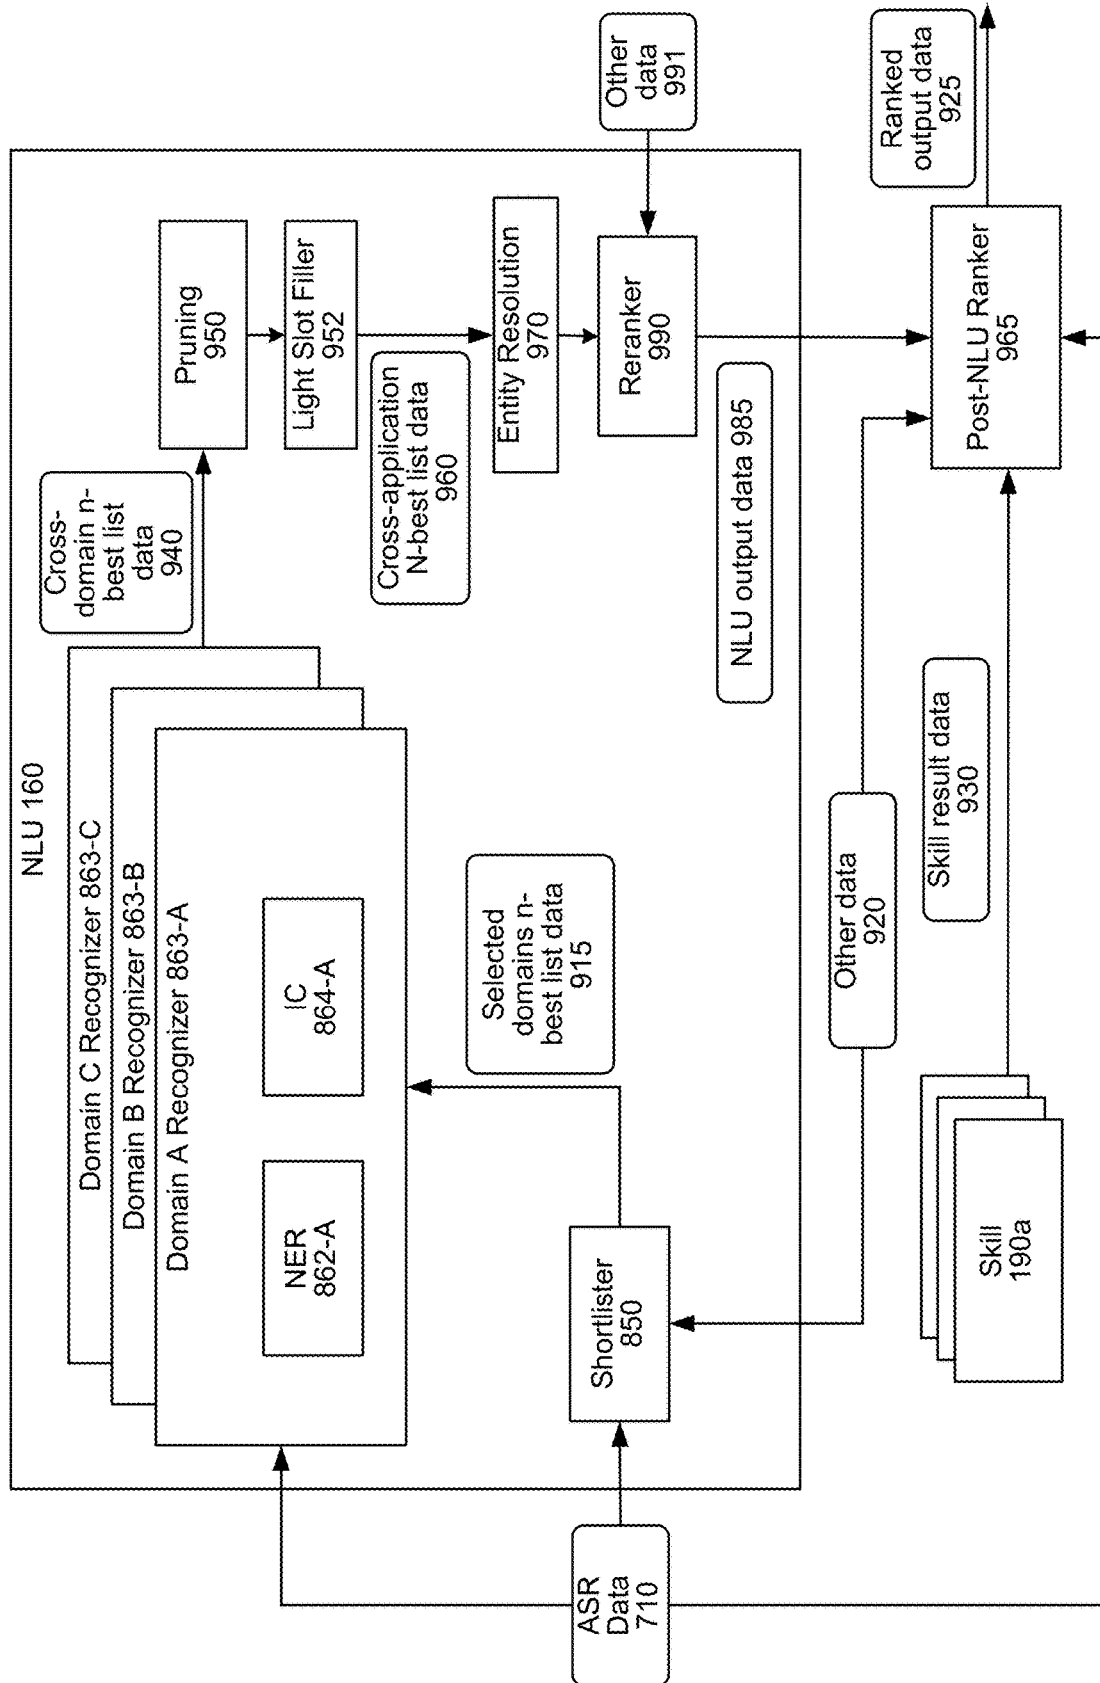 NLU 160
Domain C Recognizer 863-C
Domain B Recognizer 863-B
Domain A Recognizer 863-A
NER
862-A
IC
864-A
Cross-
domain n-
best list
data
940
Pruning
950
Light Slot Filler
952
Cross-application
N-best list data
960
Entity Resolution
970
Reranker
990
Other
data
991
NLU output data 985
Selected
domains n-
best list data
915
Shortlister
850
ASR
Data
710
Other data
920
Skill result data
930
Skill
190a
Post-NLU Ranker
965
Ranked
output data
925